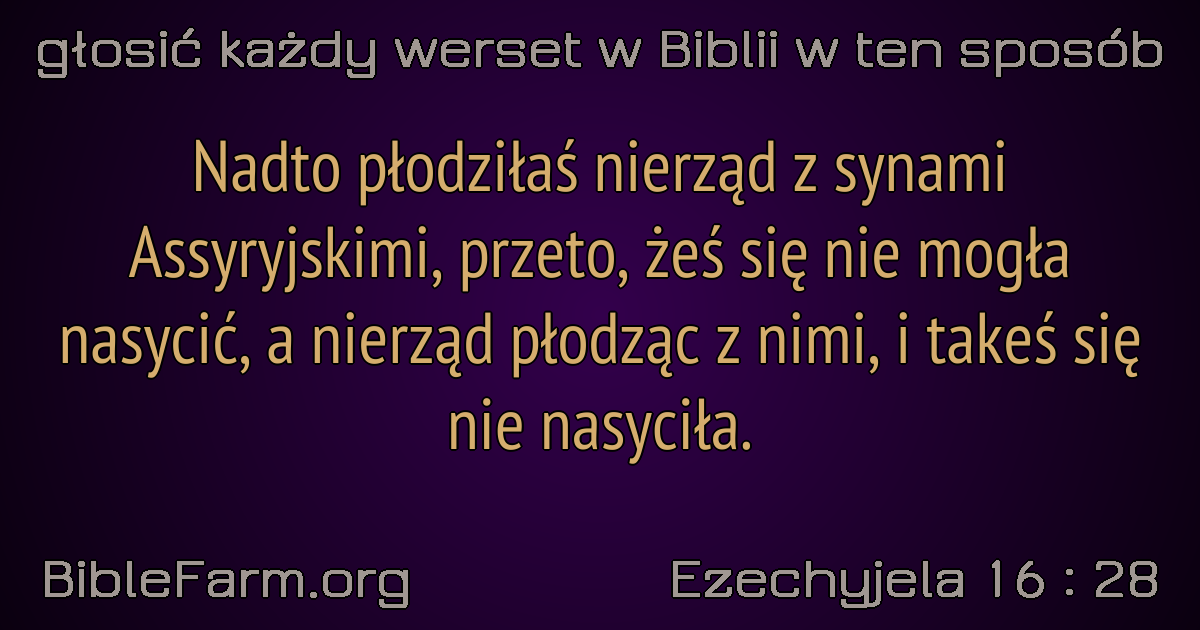 głosić każdy werset w Biblii w ten sposób
Nadto płodziłaś nierząd z synami
Assyryjskimi, przeto, żeś się nie mogła
nasycić, a nierząd płodząc z nimi, i takeś się
nie nasyciła.
BibleFarm.org
Ezechyjela 16 : 28